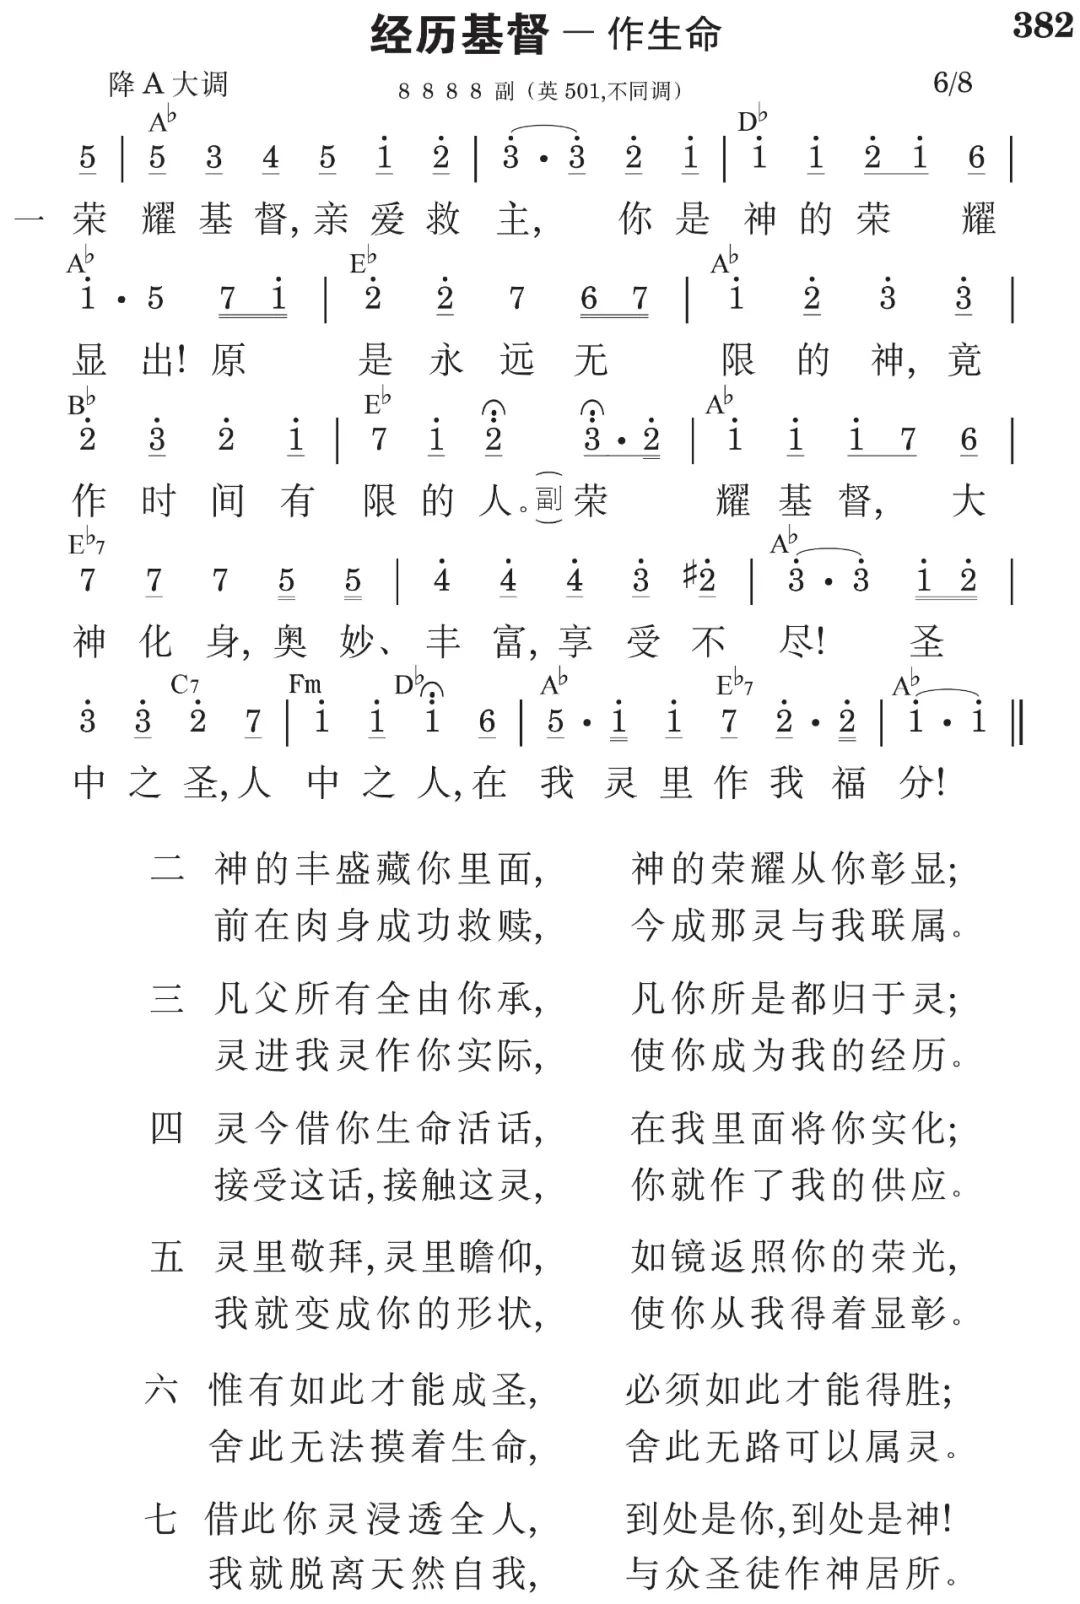 经历基督 — 作生命 382
降A大调 8 8 8 8 副（英501,不同调） 6/8
A♭ D♭
5 | 5 3 4 5 1̇ 2̇ | 3̇ · 3̇ 2̇ 1̇ | 1̇ 1̇ 2̇ 1̇ 6 |
一 荣 耀 基 督, 亲 爱 救 主, 你 是 神 的 荣 耀
A♭ E♭ A♭
1̇ · 5 7 1̇ | 2̇ 2̇ 7 6 7 | 1̇ 2̇ 3̇ 3̇ |
显 出! 原 是 永 远 无 限 的 神, 竟
B♭ E♭ A♭
2̇ 3̇ 2̇ 1̇ | 7 1̇ 2̇ 3̇ · 2̇ | 1̇ 1̇ 1̇ 7 6 |
作 时 间 有 限 的 人。(副) 荣 耀 基 督, 大
E♭7 A♭
7 7 7 5 5 | 4̇ 4̇ 4̇ 3̇ ♯2̇ | 3̇ · 3̇ 1̇ 2̇ |
神 化 身, 奥 妙、 丰 富, 享 受 不 尽! 圣
C7 Fm D♭ A♭ E♭7 A♭
3̇ 3̇ 2̇ 7 | 1̇ 1̇ 1̇ 6 | 5 · 1̇ 1̇ 7 2̇ · 2̇ | 1̇ · 1̇ ‖
中 之 圣, 人 中 之 人, 在 我 灵 里 作 我 福 分!
二 神的丰盛藏你里面, 神的荣耀从你彰显;
前在肉身成功救赎, 今成那灵与我联属。
三 凡父所有全由你承, 凡你所是都归于灵;
灵进我灵作你实际, 使你成为我的经历。
四 灵今借你生命活话, 在我里面将你实化;
接受这话,接触这灵, 你就作了我的供应。
五 灵里敬拜,灵里瞻仰, 如镜返照你的荣光,
我就变成你的形状, 使你从我得着显彰。
六 惟有如此才能成圣, 必须如此才能得胜;
舍此无法摸着生命, 舍此无路可以属灵。
七 借此你灵浸透全人, 到处是你,到处是神!
我就脱离天然自我, 与众圣徒作神居所。